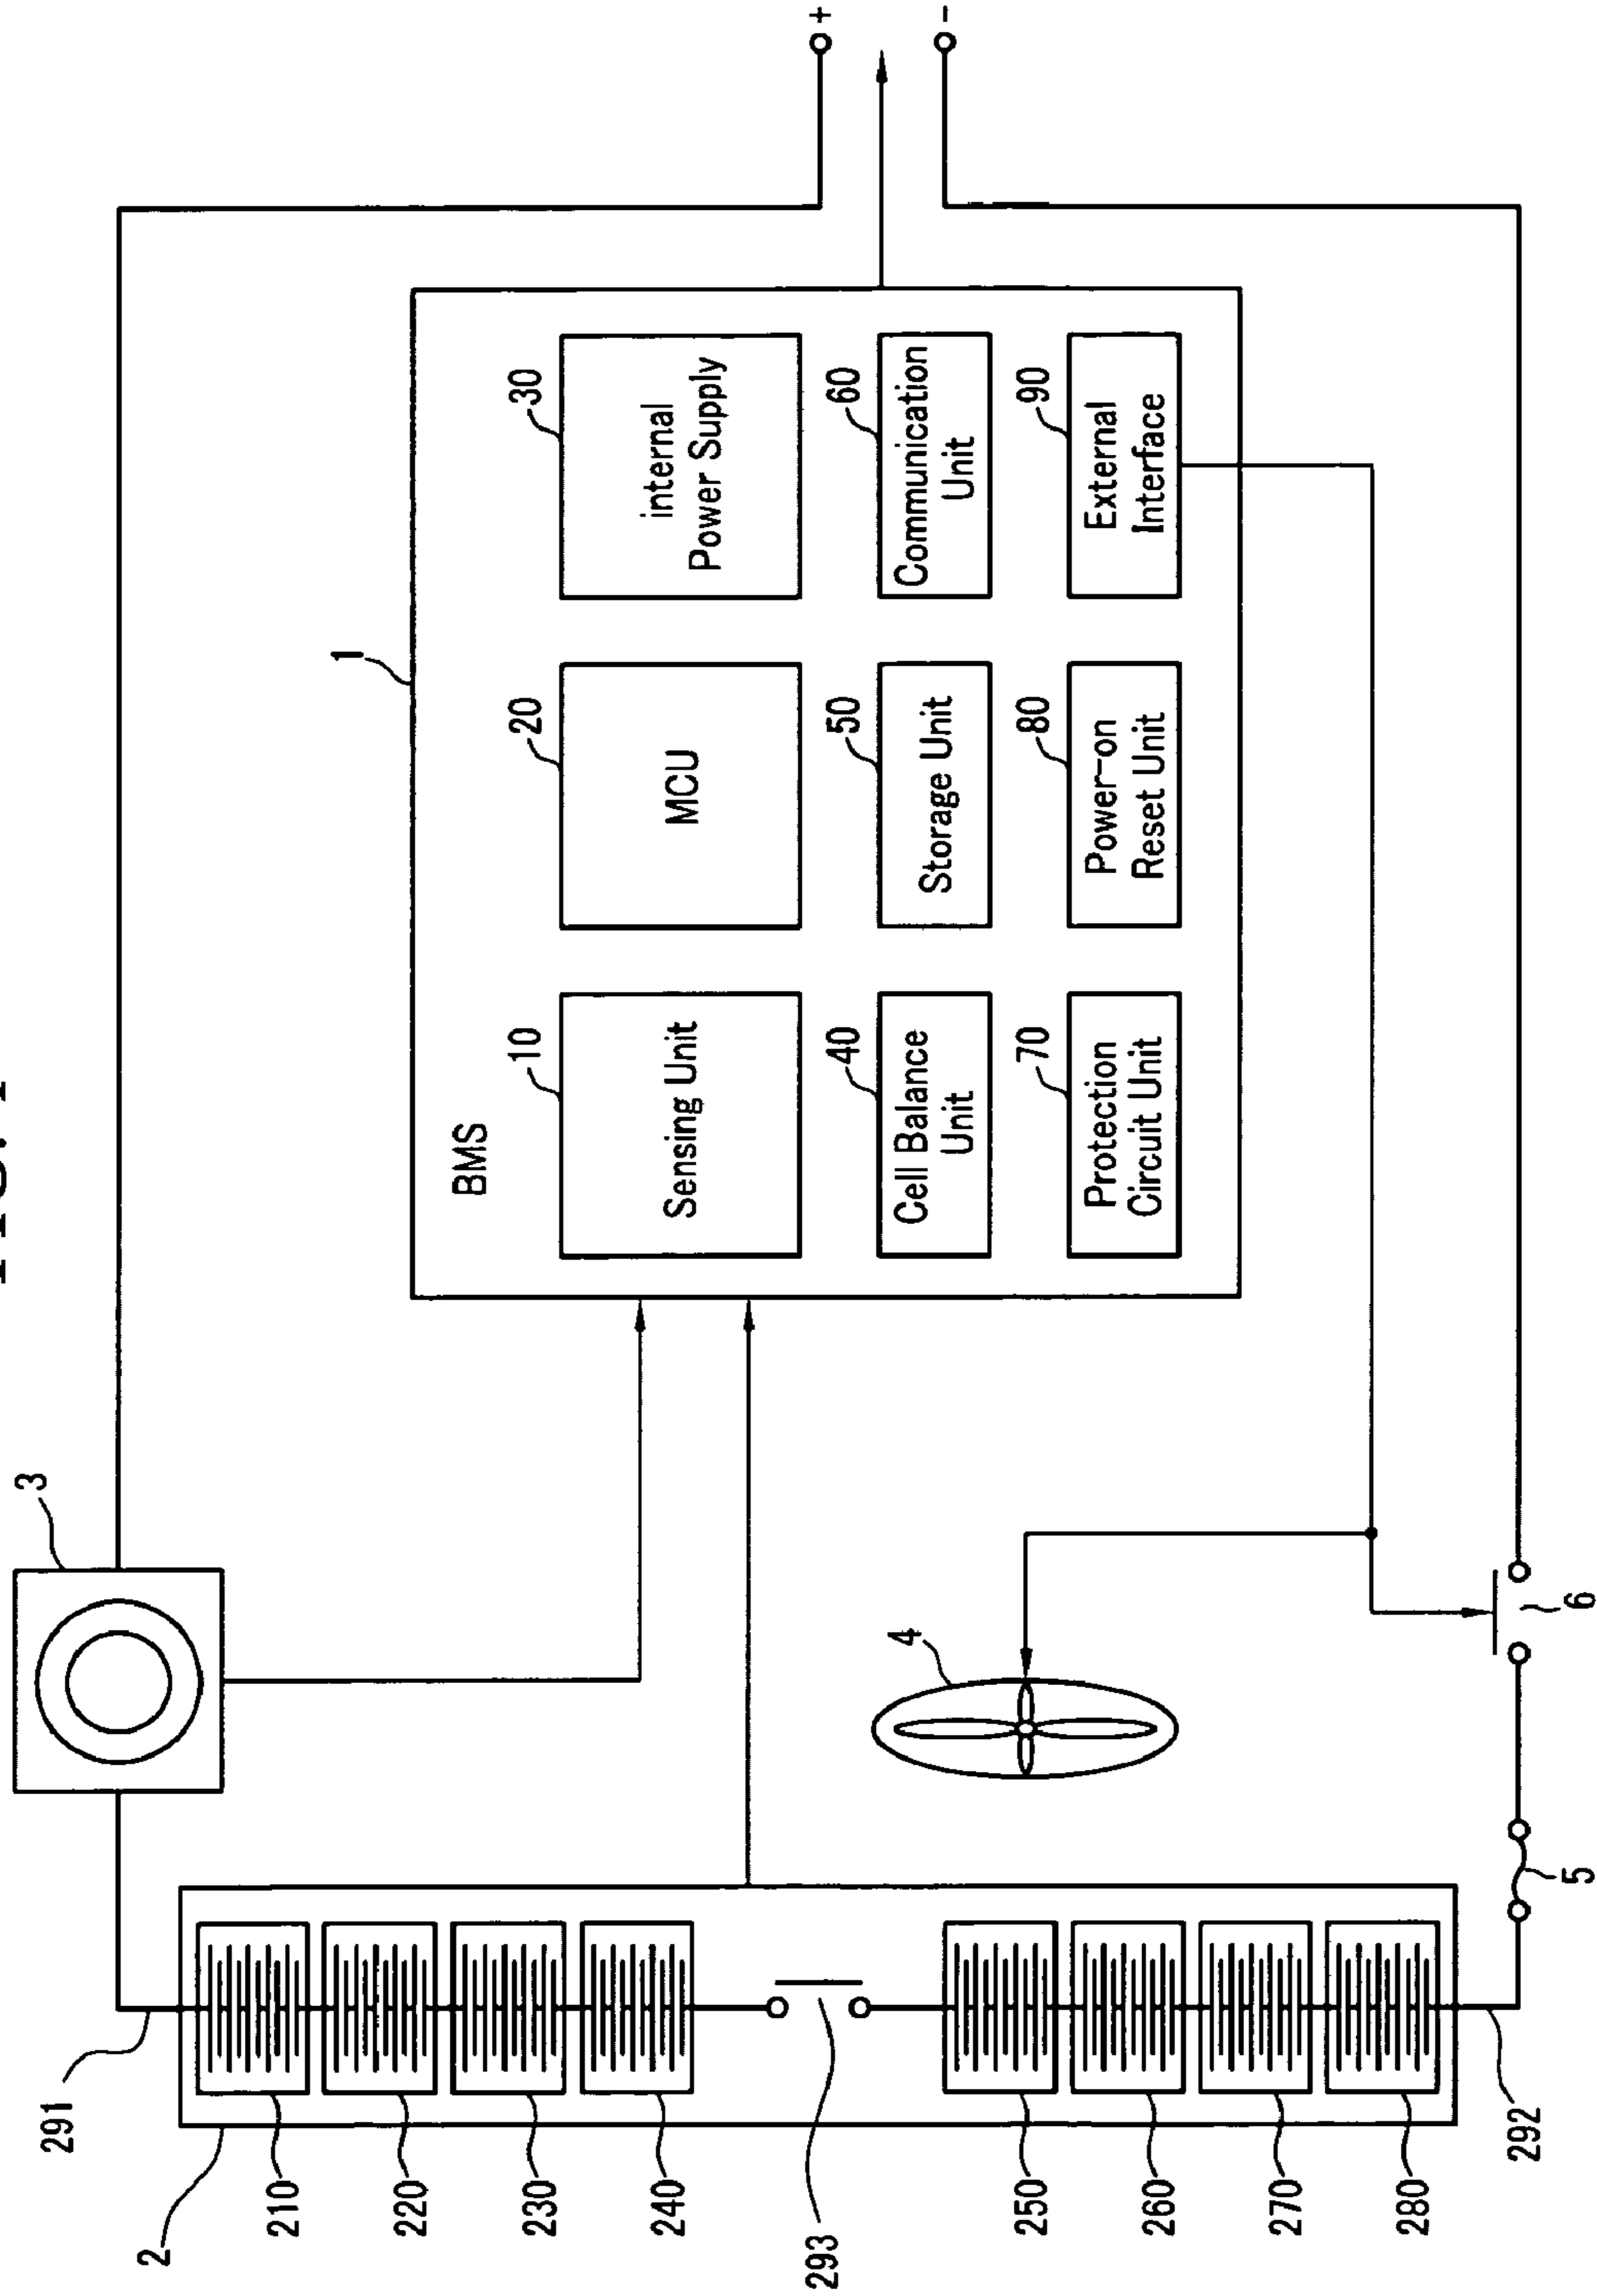 FIG. 1
3
291
2
210
220
230
240
293
250
260
270
280
292
4
5
6
1
BMS
10
Sensing Unit
20
MCU
30
internal
Power Supply
40
Cell Balance
Unit
50
Storage Unit
60
Communication
Unit
70
Protection
Circuit Unit
80
Power-on
Reset Unit
90
External
Interface
+
-